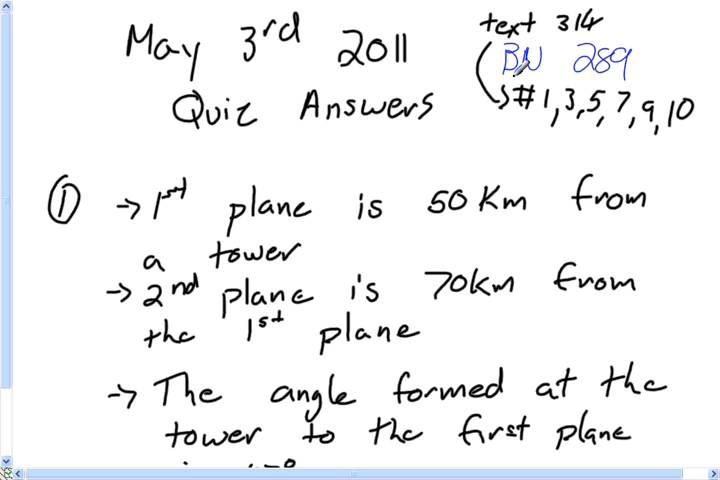 May 3rd 2011
text 314
BN 289
Quiz Answers
#1,3,5,7,9,10
① → 1st plane is 50 Km from
a tower
→ 2nd plane is 70km from
the 1st plane
→ The angle formed at the
tower to the first plane